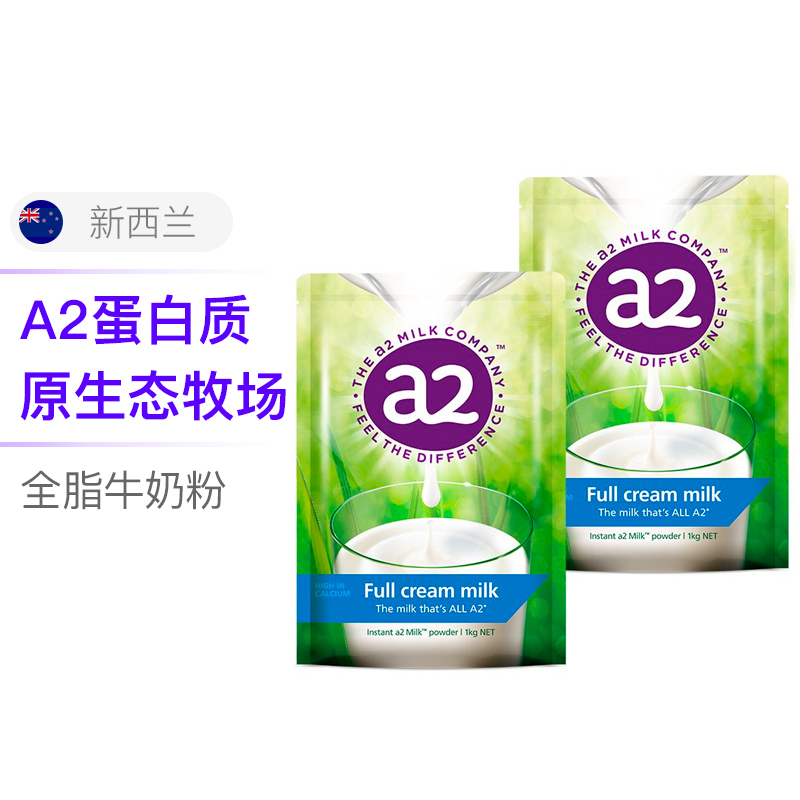 新西兰
A2蛋白质
原生态牧场
全脂牛奶粉
THE a2 MILK COMPANY™
a2
FEEL THE DIFFERENCE
HIGH IN
CALCIUM
Full cream milk
The milk that's ALL A2*
Instant a2 Milk™ powder | 1kg NET
THE a2 MILK COMPANY™
a2
FEEL THE DIFFERENCE
Full cream milk
The milk that's ALL A2*
Instant a2 Milk™ powder | 1kg NET